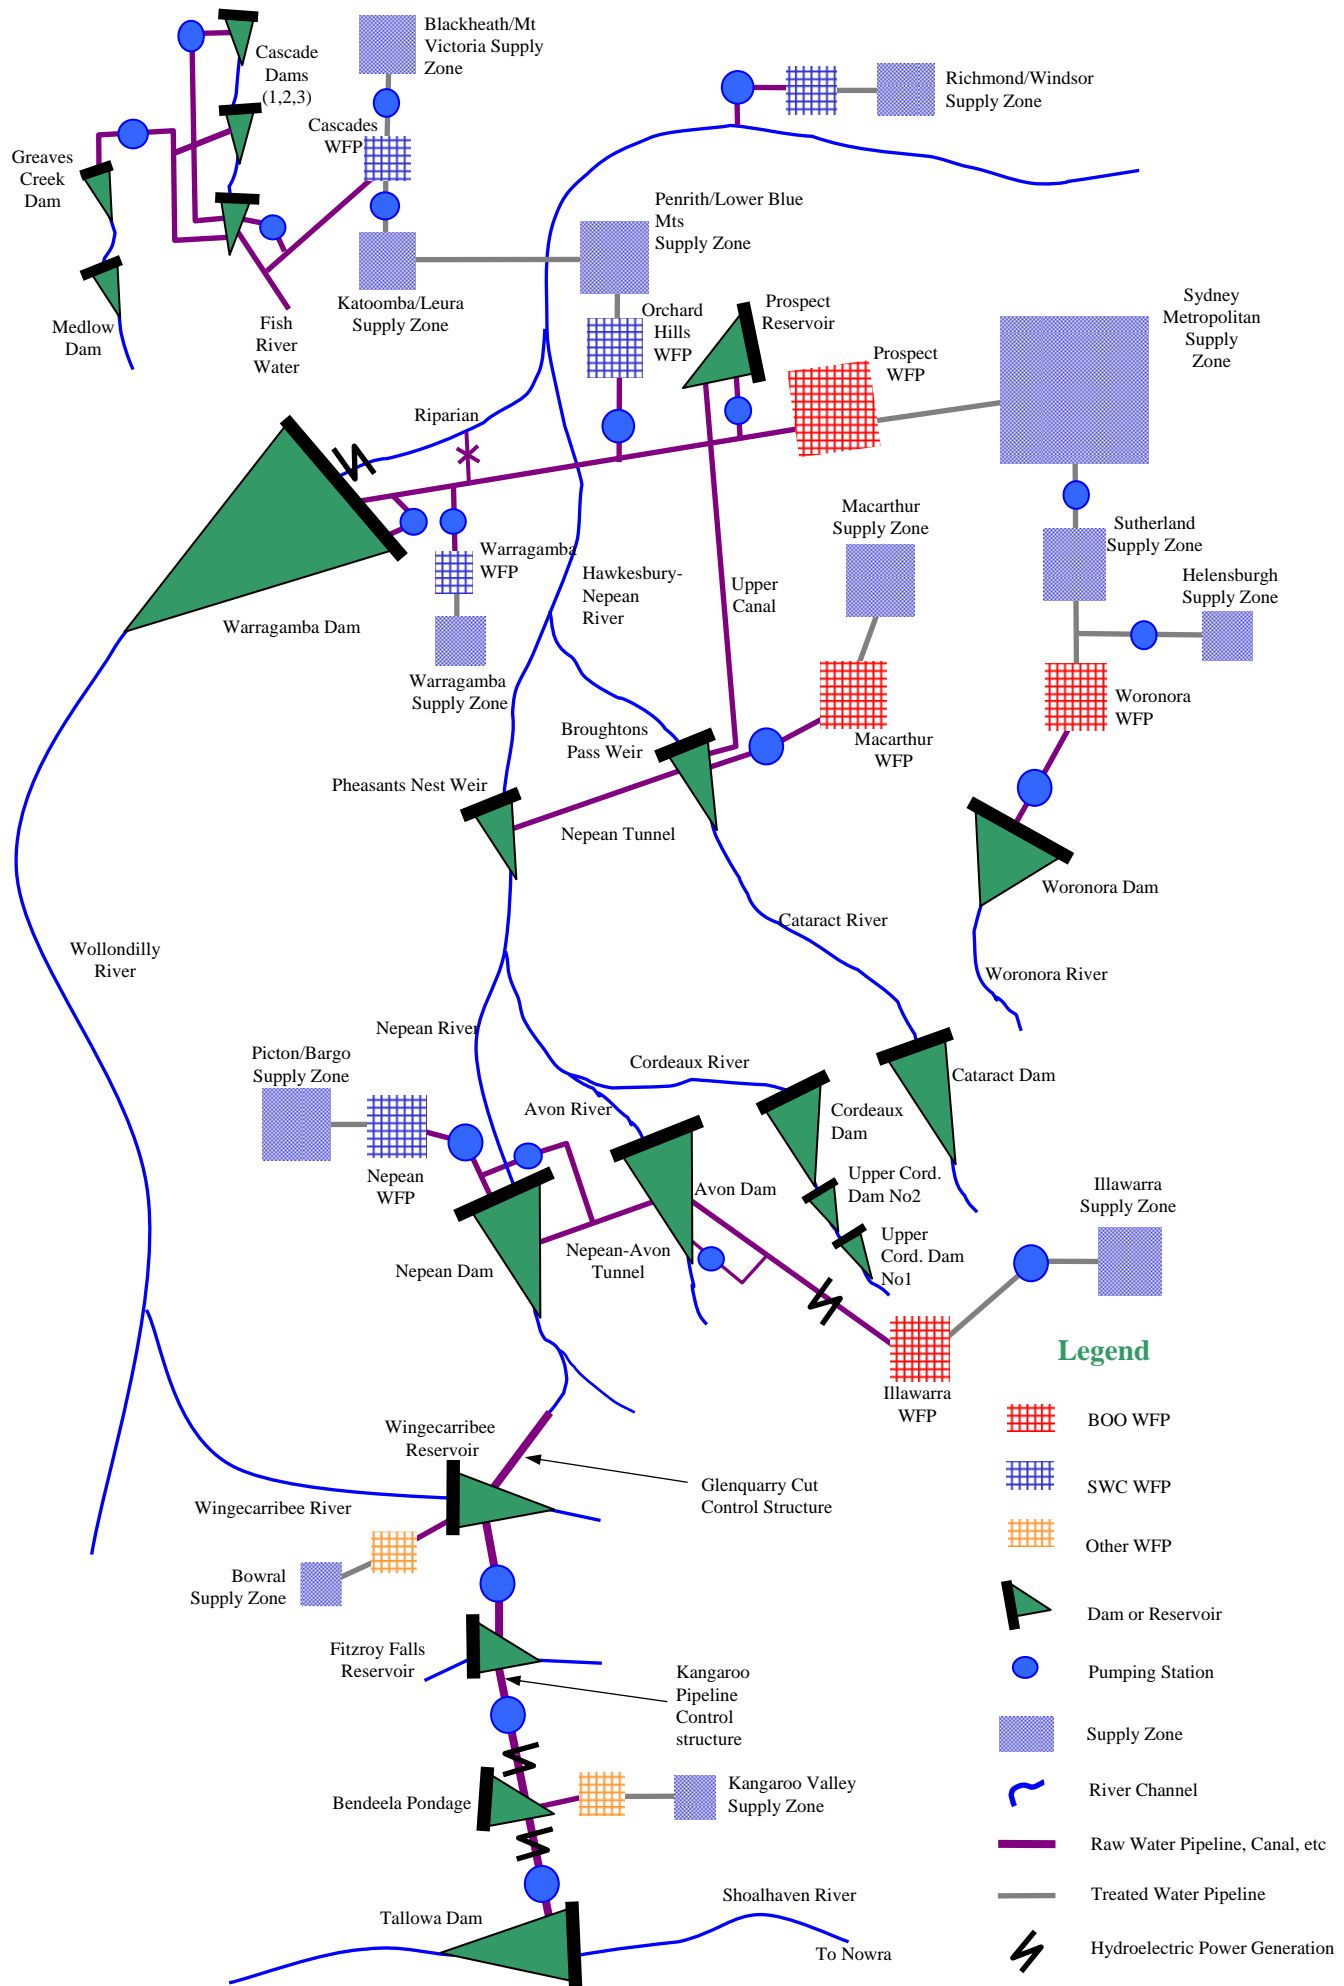 Blackheath/Mt
Victoria Supply
Zone
Cascade
Dams
(1,2,3)
Richmond/Windsor
Supply Zone
Cascades
WFP
Greaves
Creek
Dam
Penrith/Lower Blue
Mts
Supply Zone
Medlow
Dam
Fish
River
Water
Katoomba/Leura
Supply Zone
Orchard
Hills
WFP
Prospect
Reservoir
Prospect
WFP
Sydney
Metropolitan
Supply
Zone
Riparian
Warragamba
WFP
Macarthur
Supply Zone
Sutherland
Supply Zone
Helensburgh
Supply Zone
Hawkesbury-
Nepean
River
Upper
Canal
Warragamba Dam
Warragamba
Supply Zone
Broughtons
Pass Weir
Macarthur
WFP
Woronora
WFP
Pheasants Nest Weir
Nepean Tunnel
Woronora Dam
Cataract River
Wollondilly
River
Woronora River
Nepean River
Picton/Bargo
Supply Zone
Cordeaux River
Cataract Dam
Avon River
Cordeaux
Dam
Nepean
WFP
Avon Dam
Upper Cord.
Dam No2
Illawarra
Supply Zone
Nepean-Avon
Tunnel
Upper
Cord. Dam
No1
Nepean Dam
Illawarra
WFP
Wingecarribee
Reservoir
Glenquarry Cut
Control Structure
Wingecarribee River
Bowral
Supply Zone
Fitzroy Falls
Reservoir
Kangaroo
Pipeline
Control
structure
Bendeela Pondage
Kangaroo Valley
Supply Zone
Tallowa Dam
Shoalhaven River
To Nowra
Legend
BOO WFP
SWC WFP
Other WFP
Dam or Reservoir
Pumping Station
Supply Zone
River Channel
Raw Water Pipeline, Canal, etc
Treated Water Pipeline
Hydroelectric Power Generation